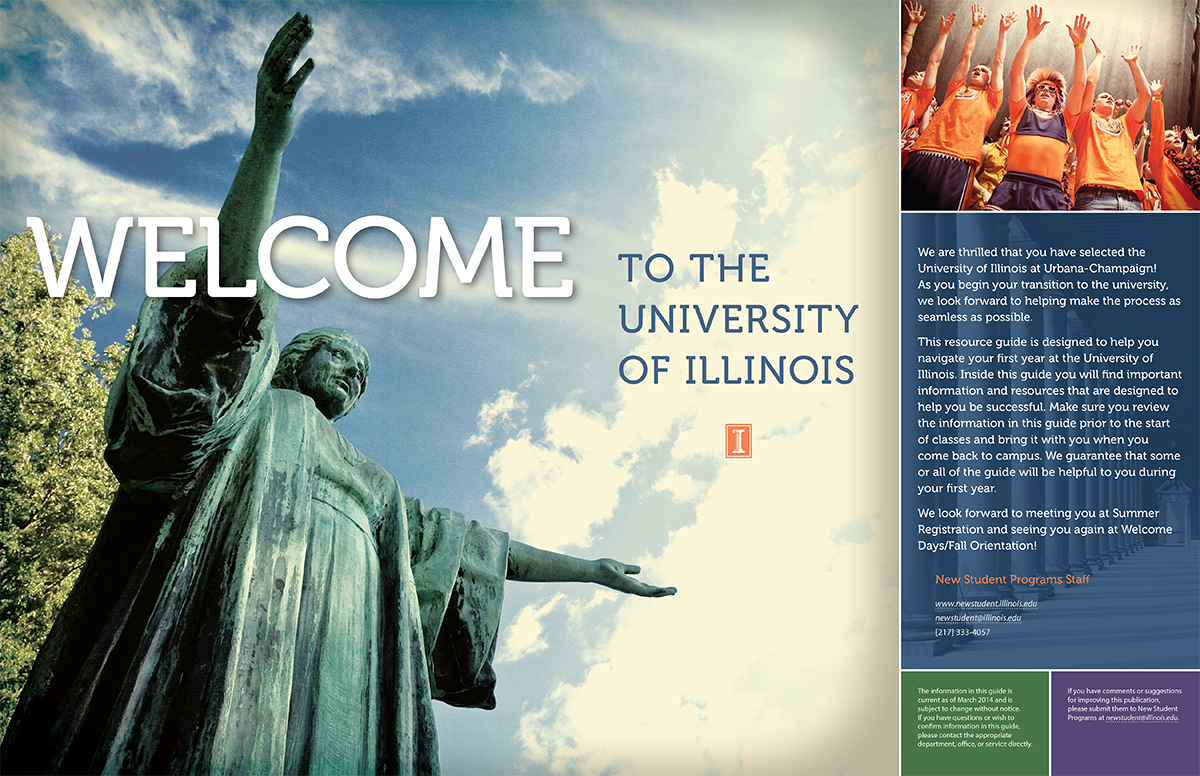 WELCOME
TO THE
UNIVERSITY
OF ILLINOIS
I
We are thrilled that you have selected the
University of Illinois at Urbana-Champaign!
As you begin your transition to the university,
we look forward to helping make the process as
seamless as possible.
This resource guide is designed to help you
navigate your first year at the University of
Illinois. Inside this guide you will find important
information and resources that are designed to
help you be successful. Make sure you review
the information in this guide prior to the start
of classes and bring it with you when you
come back to campus. We guarantee that some
or all of the guide will be helpful to you during
your first year.
We look forward to meeting you at Summer
Registration and seeing you again at Welcome
Days/Fall Orientation!
New Student Programs Staff
www.newstudent.illinois.edu
newstudent@illinois.edu
(217) 333-4057
The information in this guide is
current as of March 2014 and is
subject to change without notice.
If you have questions or wish to
confirm information in this guide,
please contact the appropriate
department, office, or service directly.
If you have comments or suggestions
for improving this publication,
please submit them to New Student
Programs at newstudent@illinois.edu.